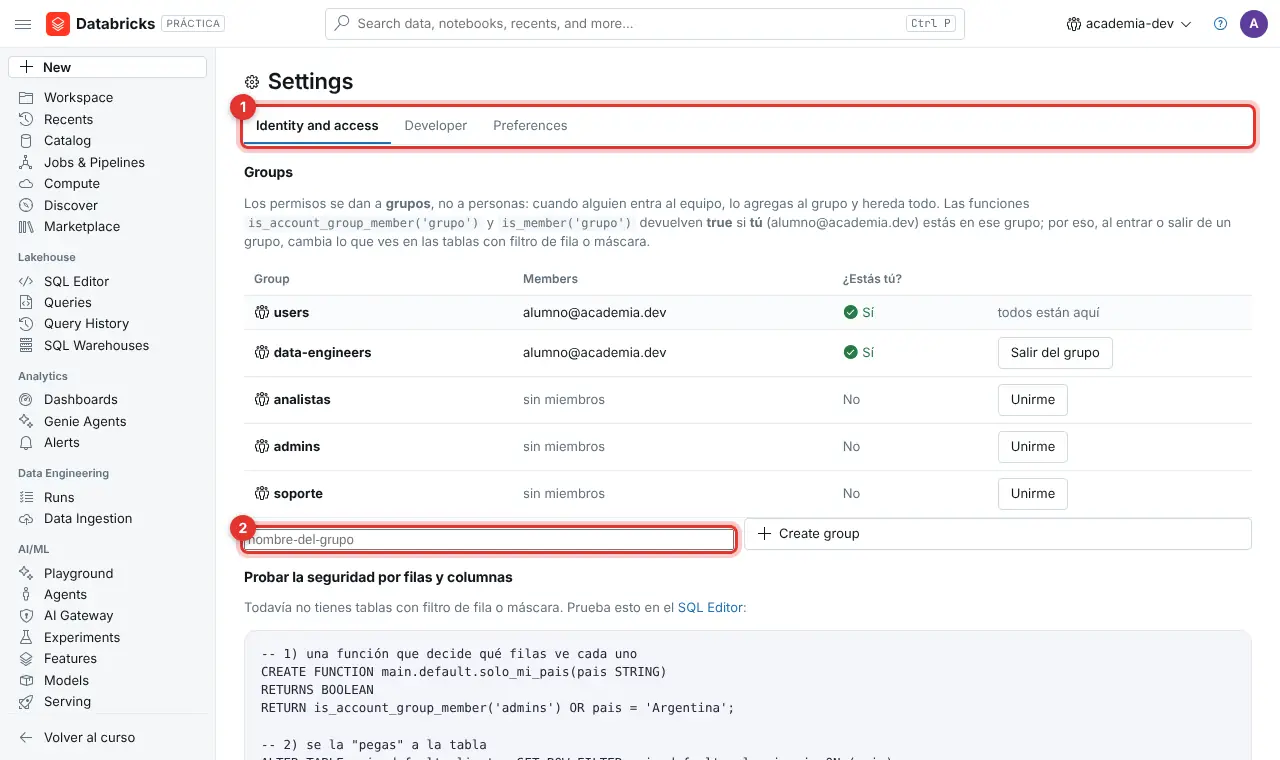 Databricks PRÁCTICA
Search data, notebooks, recents, and more... Ctrl P
academia-dev
?
A
New
Workspace
Recents
Catalog
Jobs & Pipelines
Compute
Discover
Marketplace
Lakehouse
SQL Editor
Queries
Query History
SQL Warehouses
Analytics
Dashboards
Genie Agents
Alerts
Data Engineering
Runs
Data Ingestion
AI/ML
Playground
Agents
AI Gateway
Experiments
Features
Models
Serving
Volver al curso
Settings
1
Identity and access Developer Preferences
Groups
Los permisos se dan a grupos, no a personas: cuando alguien entra al equipo, lo agregas al grupo y hereda todo. Las funciones
is_account_group_member('grupo') y is_member('grupo') devuelven true si tú (alumno@academia.dev) estás en ese grupo; por eso, al entrar o salir de un
grupo, cambia lo que ves en las tablas con filtro de fila o máscara.
Group Members ¿Estás tú?
users alumno@academia.dev Sí todos están aquí
data-engineers alumno@academia.dev Sí Salir del grupo
analistas sin miembros No Unirme
admins sin miembros No Unirme
soporte sin miembros No Unirme
2
nombre-del-grupo
Create group
Probar la seguridad por filas y columnas
Todavía no tienes tablas con filtro de fila o máscara. Prueba esto en el SQL Editor:
-- 1) una función que decide qué filas ve cada uno
CREATE FUNCTION main.default.solo_mi_pais(pais STRING)
RETURNS BOOLEAN
RETURN is_account_group_member('admins') OR pais = 'Argentina';
-- 2) se la "pegas" a la tabla